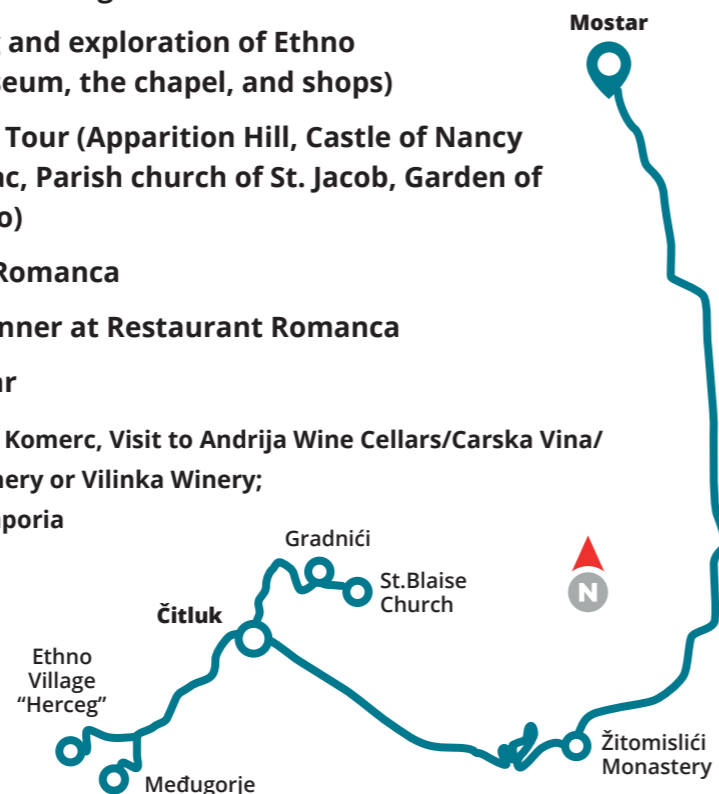 and exploration of Ethno
seum, the chapel, and shops)
Tour (Apparition Hill, Castle of Nancy
ac, Parish church of St. Jacob, Garden of
o)
Romanca
nner at Restaurant Romanca
ar
Komerc, Visit to Andrija Wine Cellars/Carska Vina/
nery or Vilinka Winery;
poria
Mostar
Gradnići
St.Blaise
Church
Čitluk
N
Ethno
Village
“Herceg”
Žitomislići
Monastery
Međugorje